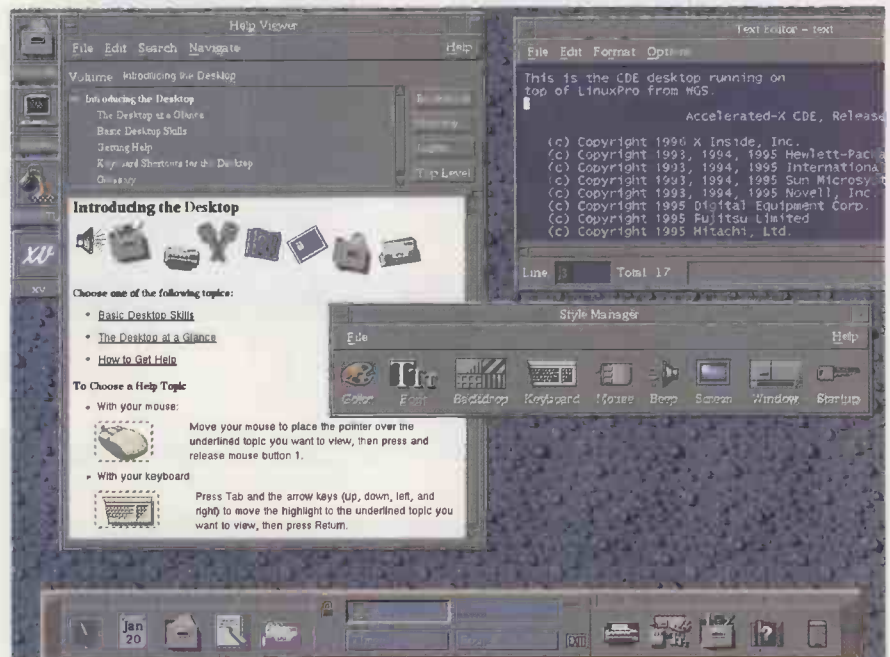 Help Viewer
File Edit Search Navigate Help
Volume Introducing the Desktop
Introducing the Desktop
The Desktop at a Glance
Basic Desktop Skills
Getting Help
Keyboard Shortcuts for the Desktop
Glossary
Top Level
Introducing the Desktop
Choose one of the following topics:
• Basic Desktop Skills
• The Desktop at a Glance
• How to Get Help
To Choose a Help Topic
• With your mouse:
Move your mouse to place the pointer over the
underlined topic you want to view, then press and
release mouse button 1.
• With your keyboard
Press Tab and the arrow keys (up, down, left, and
right) to move the highlight to the underlined topic you
want to view, then press Return.
Text Editor - text
File Edit Format Options
This is the CDE desktop running on
top of LinuxPro from WGS.
Accelerated-X CDE, Release
(c) Copyright 1996 X Inside, Inc.
(c) Copyright 1993, 1994, 1995 Hewlett-Packa
(c) Copyright 1993, 1994, 1995 Internationa
(c) Copyright 1993, 1994, 1995 Sun Microsyst
(c) Copyright 1993, 1994, 1995 Novell, Inc.
(c) Copyright 1995 Digital Equipment Corp.
(c) Copyright 1995 Fujitsu Limited
(c) Copyright 1995 Hitachi, Ltd.
Line 3 Total 17
Style Manager
File Help
Color Font Backdrop Keyboard Mouse Beep Screen Window Startup
xv
xv
Jan
20
EXIT